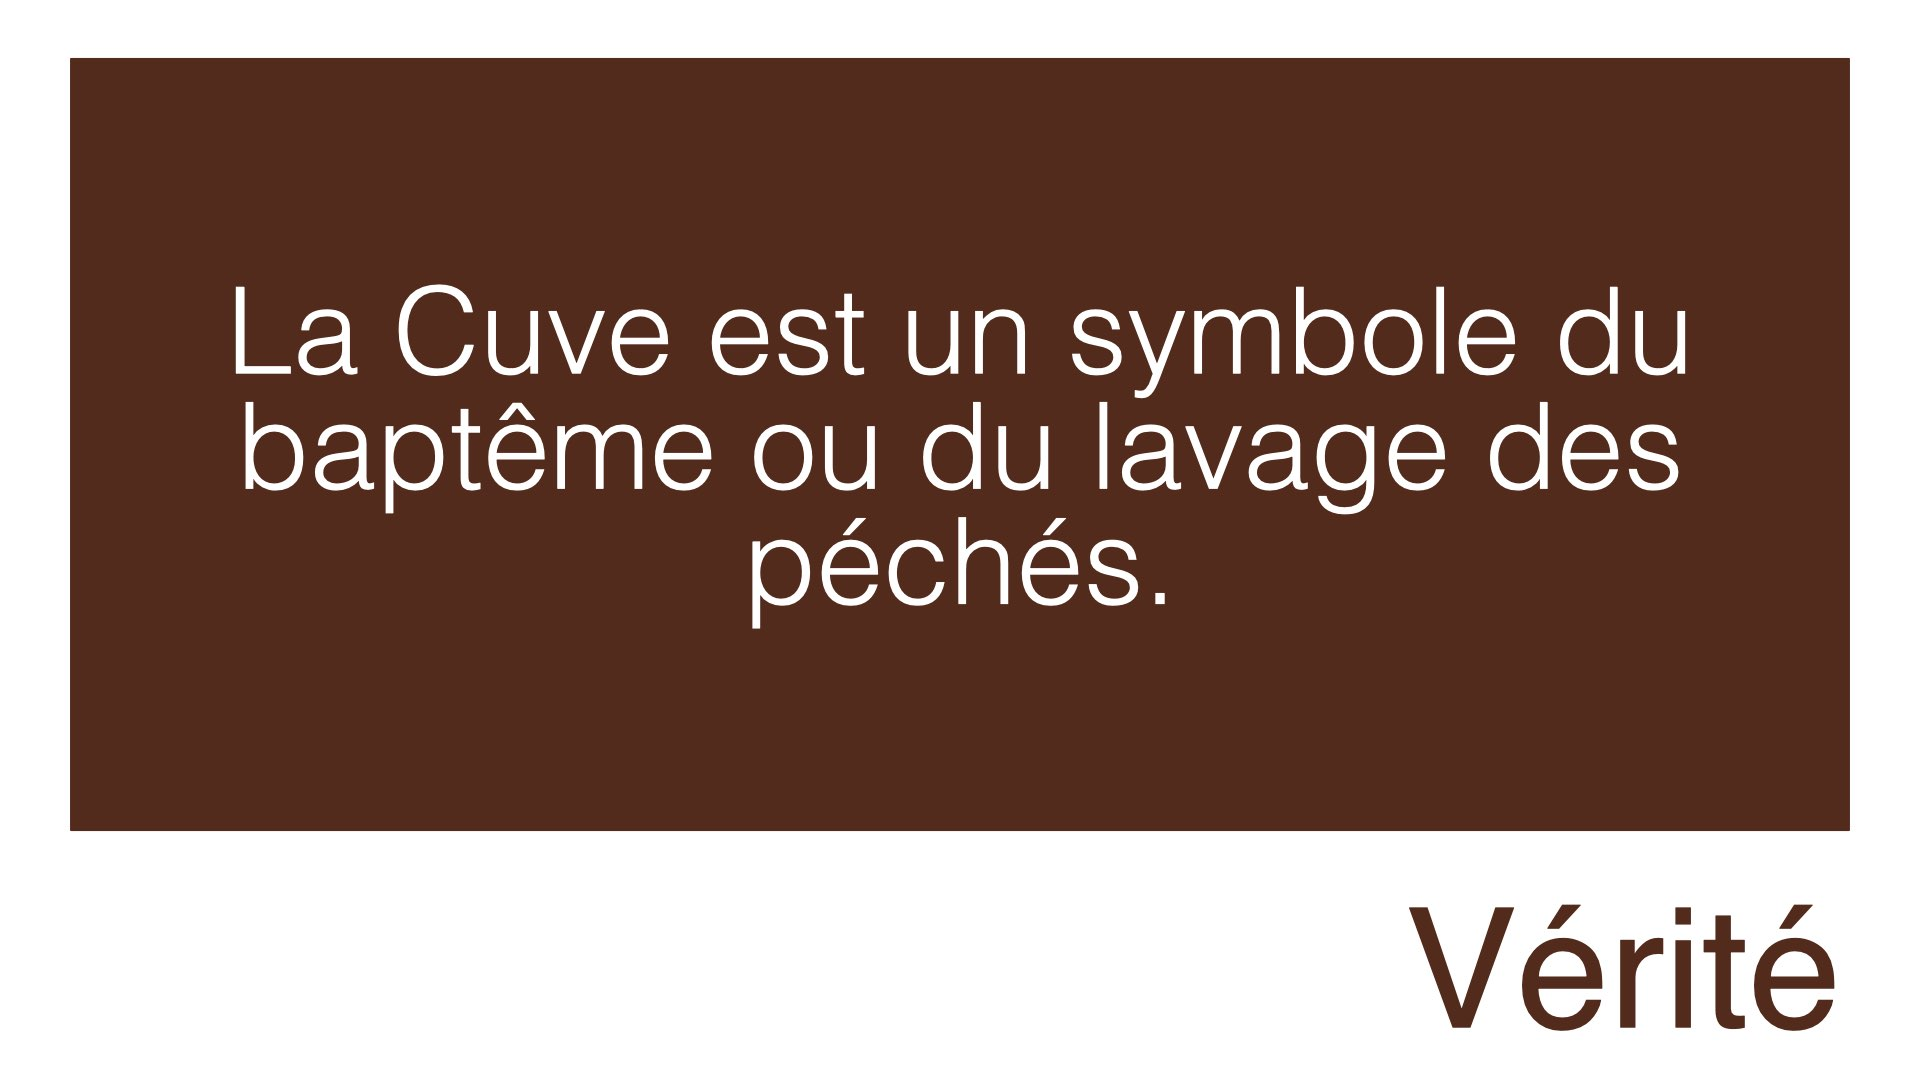 La Cuve est un symbole du
baptême ou du lavage des
péchés.
Vérité